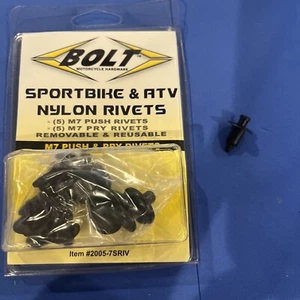 BOLT
MOTORCYCLE HARDWARE
SPORTBIKE & ATV
NYLON RIVETS
- (5) M7 PUSH RIVETS
- (5) M7 PRY RIVETS
REMOVABLE & REUSABLE
M7 PUSH & PRY RIVETS
Item #2005-7SRIV